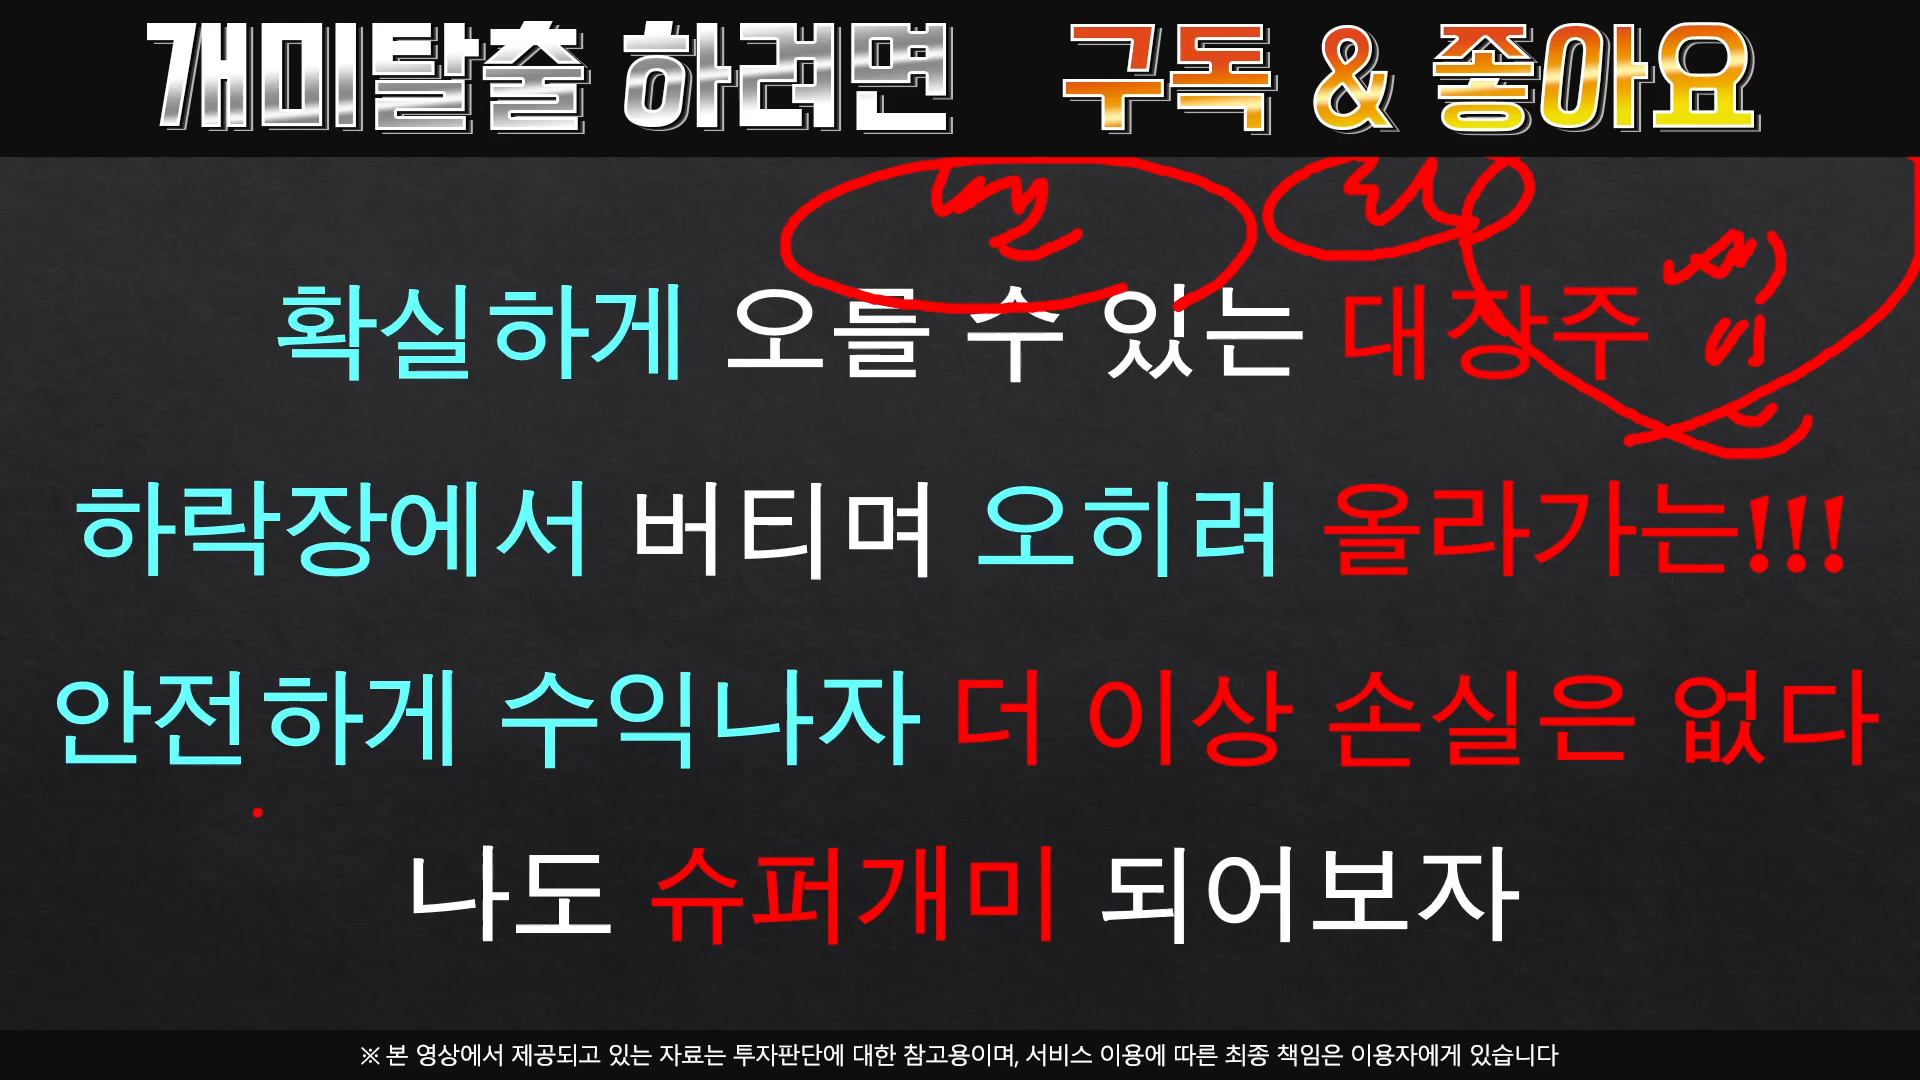 개미탈출 하려면 구독 & 좋아요
확실하게 오를 수 있는 대장주
하락장에서 버티며 오히려 올라가는!!!
안전하게 수익나자 더 이상 손실은 없다
나도 슈퍼개미 되어보자
※ 본 영상에서 제공되고 있는 자료는 투자판단에 대한 참고용이며, 서비스 이용에 따른 최종 책임은 이용자에게 있습니다